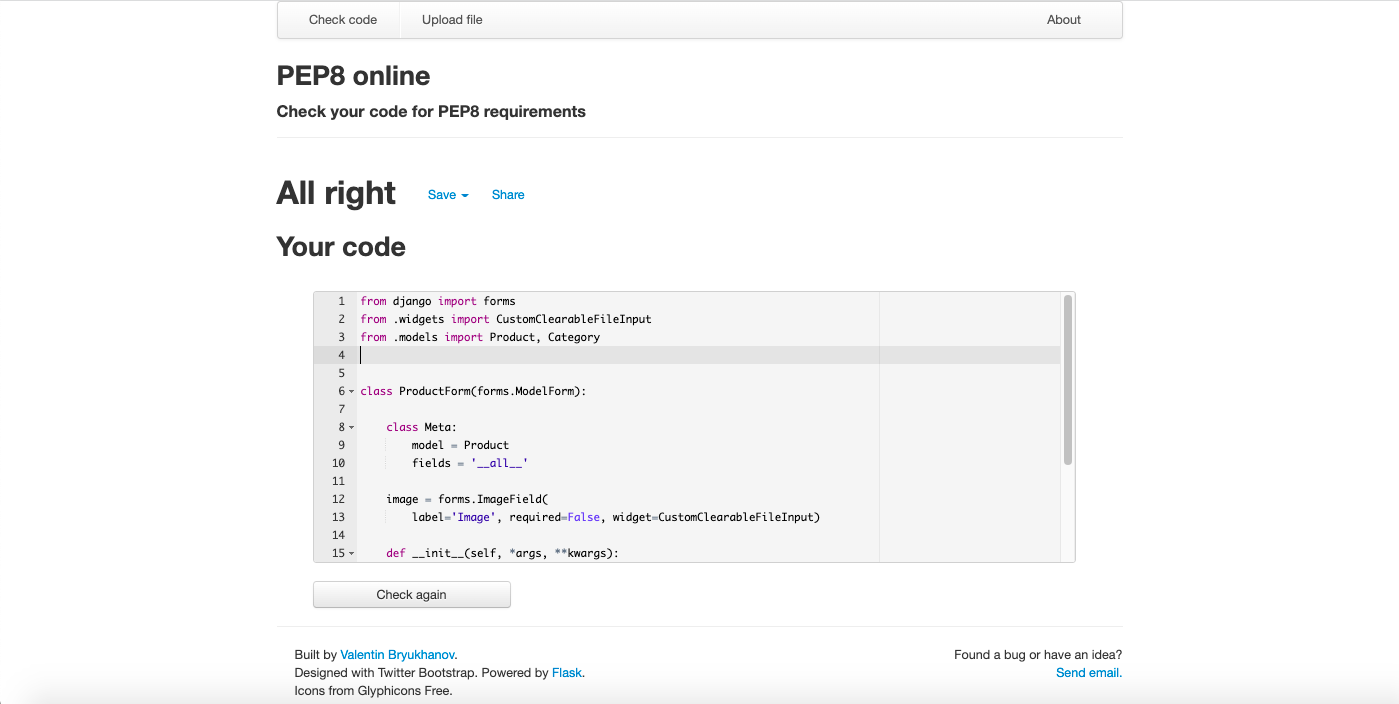 Check code Upload file About
PEP8 online
Check your code for PEP8 requirements
All right Save Share
Your code
1 from django import forms
2 from .widgets import CustomClearableFileInput
3 from .models import Product, Category
4
5
6 class ProductForm(forms.ModelForm):
7
8 class Meta:
9 model = Product
10 fields = '__all__'
11
12 image = forms.ImageField(
13 label='Image', required=False, widget=CustomClearableFileInput)
14
15 def __init__(self, *args, **kwargs):
Check again
Built by Valentin Bryukhanov. Found a bug or have an idea?
Designed with Twitter Bootstrap. Powered by Flask. Send email.
Icons from Glyphicons Free.